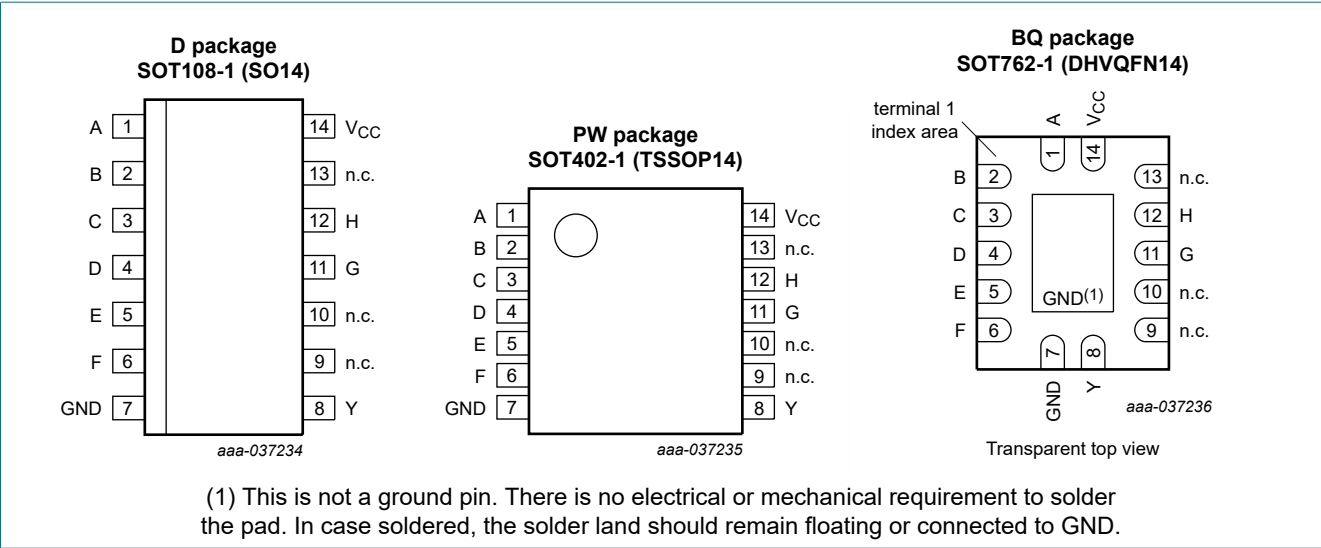 D package
SOT108-1 (SO14)
A 1
B 2
C 3
D 4
E 5
F 6
GND 7
14 VCC
13 n.c.
12 H
11 G
10 n.c.
9 n.c.
8 Y
aaa-037234
PW package
SOT402-1 (TSSOP14)
A 1
B 2
C 3
D 4
E 5
F 6
GND 7
14 VCC
13 n.c.
12 H
11 G
10 n.c.
9 n.c.
8 Y
aaa-037235
BQ package
SOT762-1 (DHVQFN14)
terminal 1
index area
A
VCC
1
14
B 2
C 3
D 4
E 5
F 6
13 n.c.
12 H
11 G
10 n.c.
9 n.c.
GND(1)
7
8
GND
Y
aaa-037236
Transparent top view
(1) This is not a ground pin. There is no electrical or mechanical requirement to solder
the pad. In case soldered, the solder land should remain floating or connected to GND.